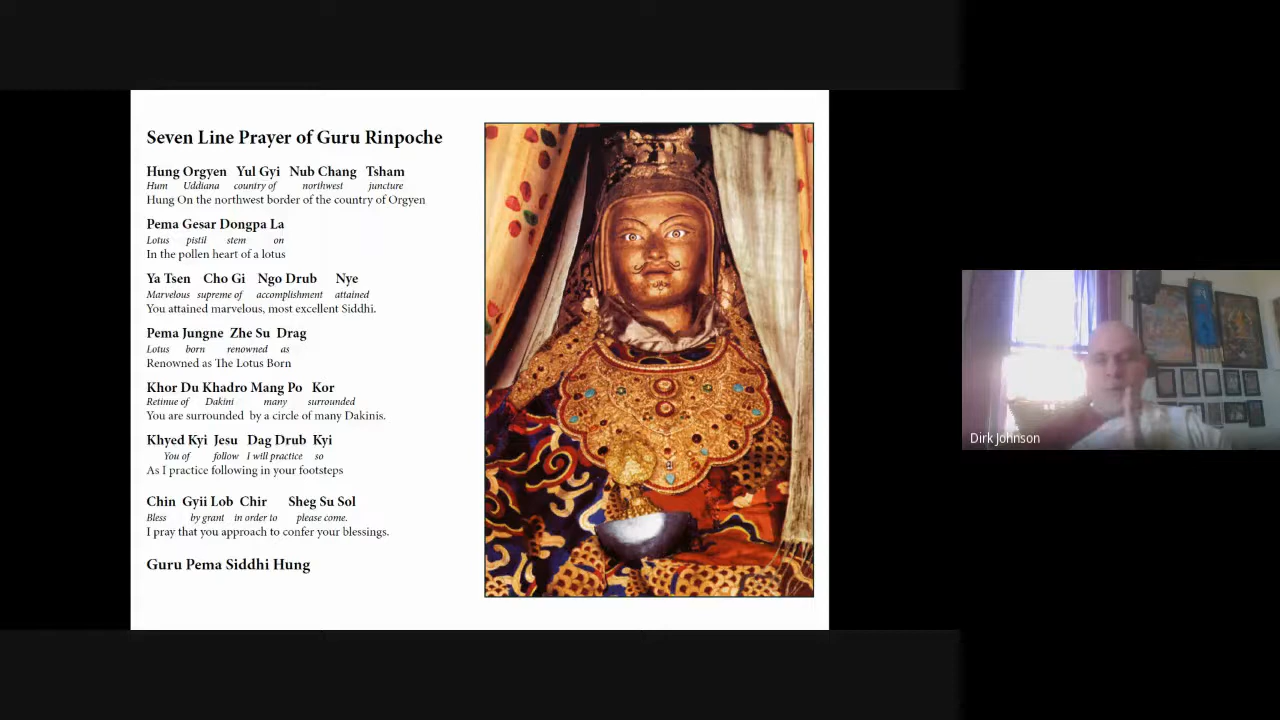 Seven Line Prayer of Guru Rinpoche
Hung Orgyen Yul Gyi Nub Chang Tsham
Hum Uddiana country of northwest juncture
Hung On the northwest border of the country of Orgyen
Pema Gesar Dongpa La
Lotus pistil stem on
In the pollen heart of a lotus
Ya Tsen Cho Gi Ngo Drub Nye
Marvelous supreme of accomplishment attained
You attained marvelous, most excellent Siddhi.
Pema Jungne Zhe Su Drag
Lotus born renowned as
Renowned as The Lotus Born
Khor Du Khadro Mang Po Kor
Retinue of Dakini many surrounded
You are surrounded by a circle of many Dakinis.
Khyed Kyi Jesu Dag Drub Kyi
You of follow I will practice so
As I practice following in your footsteps
Chin Gyii Lob Chir Sheg Su Sol
Bless by grant in order to please come.
I pray that you approach to confer your blessings.
Guru Pema Siddhi Hung
Dirk Johnson